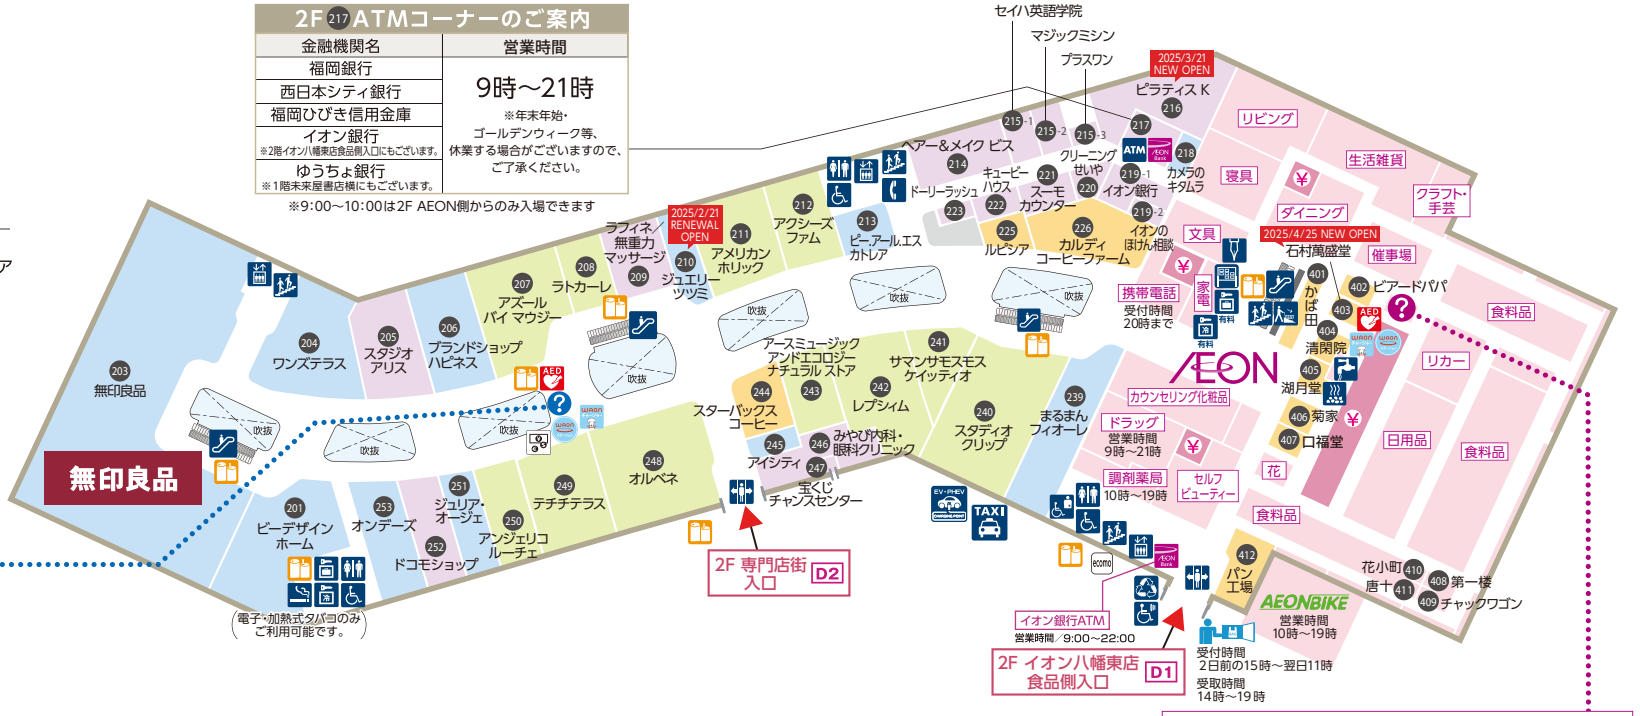 2F 217 ATMコーナーのご案内
金融機関名
営業時間
福岡銀行
西日本シティ銀行
福岡ひびき信用金庫
イオン銀行
※2階イオン八幡東店食品側入口にもございます。
ゆうちょ銀行
※1階未来屋書店横にもございます。
9時〜21時
※年末年始・
ゴールデンウィーク等、
休業する場合がございますので、
ご了承ください。
※9:00〜10:00は2F AEON側からのみ入場できます
ア
セイハ英語学院
マジックミシン
プラスワン
2025/3/21
NEW OPEN
ピラティス K
216
215-1
215-2
215-3
217
ATM
ÆON
Bank
218
カメラの
キタムラ
ヘアー&メイク ビス
214
クリーニング
せいや
220
219-1
イオン銀行
219-2
イオンの
ほけん相談
キューピー
ハウス
222
221
スーモ
カウンター
ドーリーラッシュ
223
225
ルピシア
226
カルディ
コーヒーファーム
212
アクシーズ
ファム
213
ピー.アール.エス
カトレア
211
アメリカン
ホリック
2025/2/21
RENEWAL
OPEN
210
ジュエリー
ツツミ
ラフィネ/
無重力
マッサージ
209
208
ラトカーレ
207
アズール
バイ マウジー
206
ブランドショップ
ハピネス
205
スタジオ
アリス
204
ワンズテラス
203
無印良品
無印良品
吹抜
吹抜
吹抜
吹抜
吹抜
吹抜
吹抜
AED
WAON
WAON
201
ビーデザイン
ホーム
(電子・加熱式タバコのみ
ご利用可能です。)
253
オンデーズ
252
ドコモショップ
251
ジュリア・
オージェ
250
アンジェリコ
ルーチェ
249
テチチテラス
248
オルベネ
2F 専門店街
入口
D2
244
スターバックス
コーヒー
245
アイシティ
246
みやび内科・
眼科クリニック
247
宝くじ
チャンスセンター
アースミュージック
アンドエコロジー
ナチュラル ストア
243
242
レプシィム
241
サマンサモスモス
ケイッティオ
240
スタディオ
クリップ
239
まるまん
フィオーレ
EV・PHEV
CHARGING POINT
TAXI
ecomo
ÆON
Bank
イオン銀行ATM
営業時間/9:00〜22:00
2F イオン八幡東店
食品側入口
D1
ÆON
リビング
生活雑貨
クラフト・
手芸
寝具
¥
ダイニング
文具
2025/4/25 NEW OPEN
石村萬盛堂
催事場
¥
家
電
携帯電話
受付時間
20時まで
有料
有料
401
かば田
402
ビアードパパ
403
404
清閑院
405
湖月堂
406
菊家
407
口福堂
AED
WAON
WAON
食料品
リカー
日用品
食料品
¥
カウンセリング化粧品
ドラッグ
営業時間
9時〜21時
¥
調剤薬局
10時〜19時
セルフ
ビューティー
花
食料品
412
パン
工場
AEONBIKE
営業時間
10時〜19時
花小町 410
唐十 411
408 第一楼
409 チャックワゴン
受付時間
2日前の15時〜翌日11時
受取時間
14時〜19時